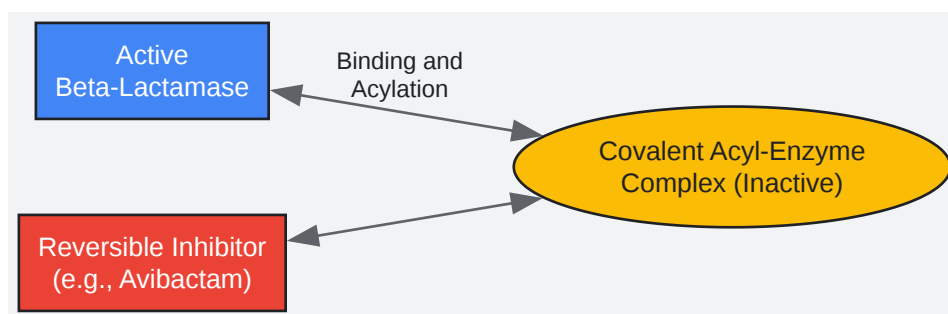 Active
Beta-Lactamase
Binding and
Acylation
Covalent Acyl-Enzyme
Complex (Inactive)
Reversible Inhibitor
(e.g., Avibactam)